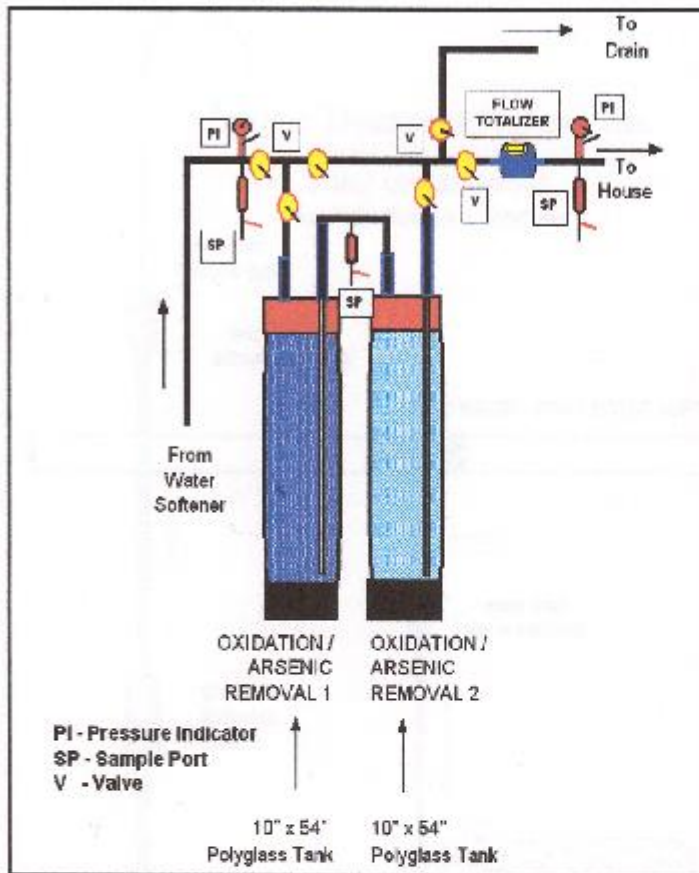 To
Drain
FLOW
TOTALIZER
PI
V
V
PI
To
House
V
SP
SP
SP
From
Water
Softener
OXIDATION /
ARSENIC
REMOVAL 1
OXIDATION /
ARSENIC
REMOVAL 2
PI - Pressure Indicator
SP - Sample Port
V - Valve
10" x 54"
Polyglass Tank
10" x 54"
Polyglass Tank